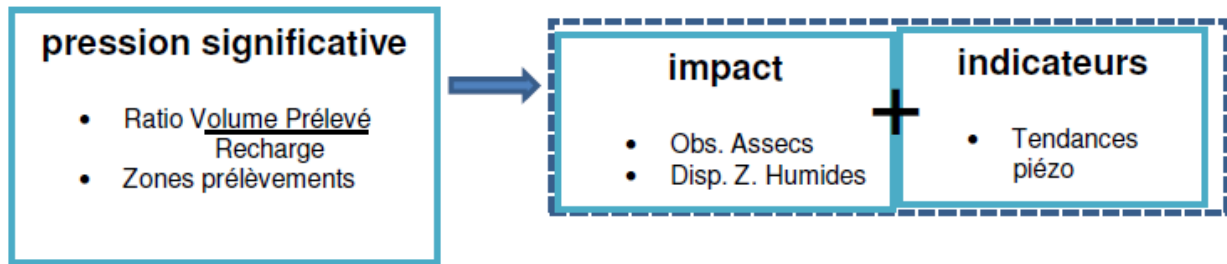 pression significative
• Ratio Volume Prélevé
Recharge
• Zones prélèvements
impact
• Obs. Assecs
• Disp. Z. Humides
+
indicateurs
• Tendances
piézo